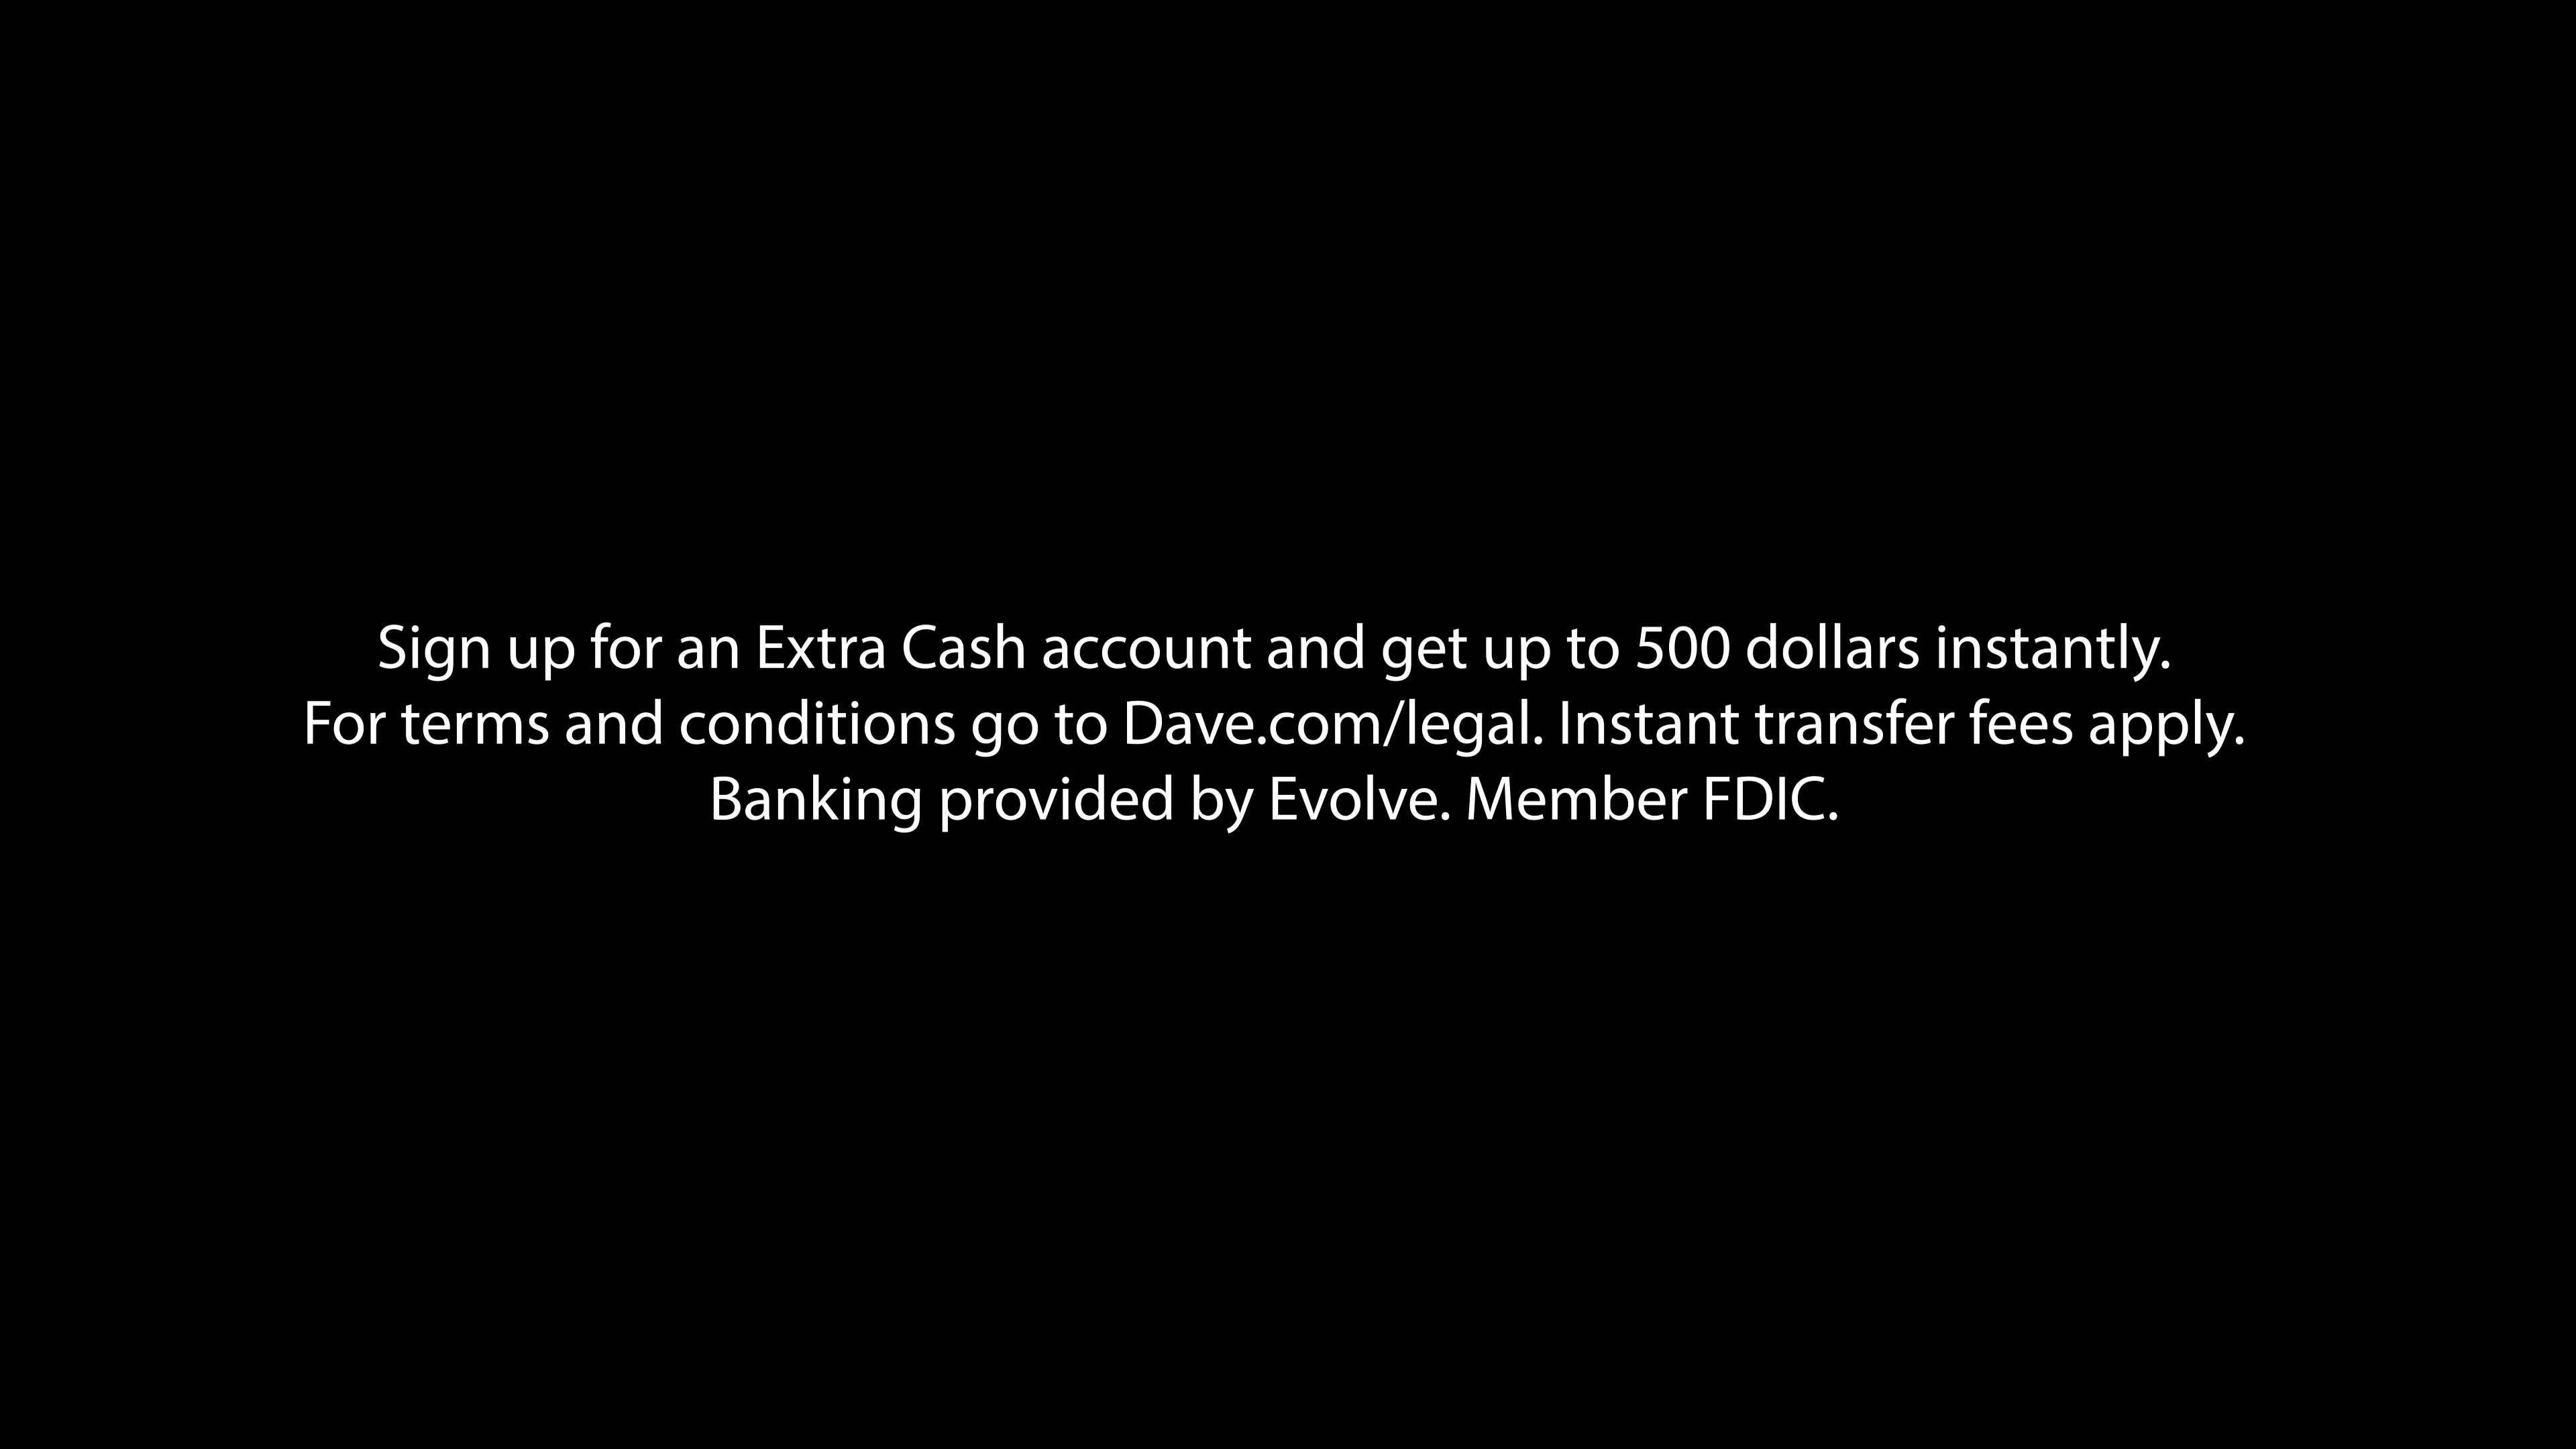 Sign up for an Extra Cash account and get up to 500 dollars instantly.
For terms and conditions go to Dave.com/legal. Instant transfer fees apply.
Banking provided by Evolve. Member FDIC.